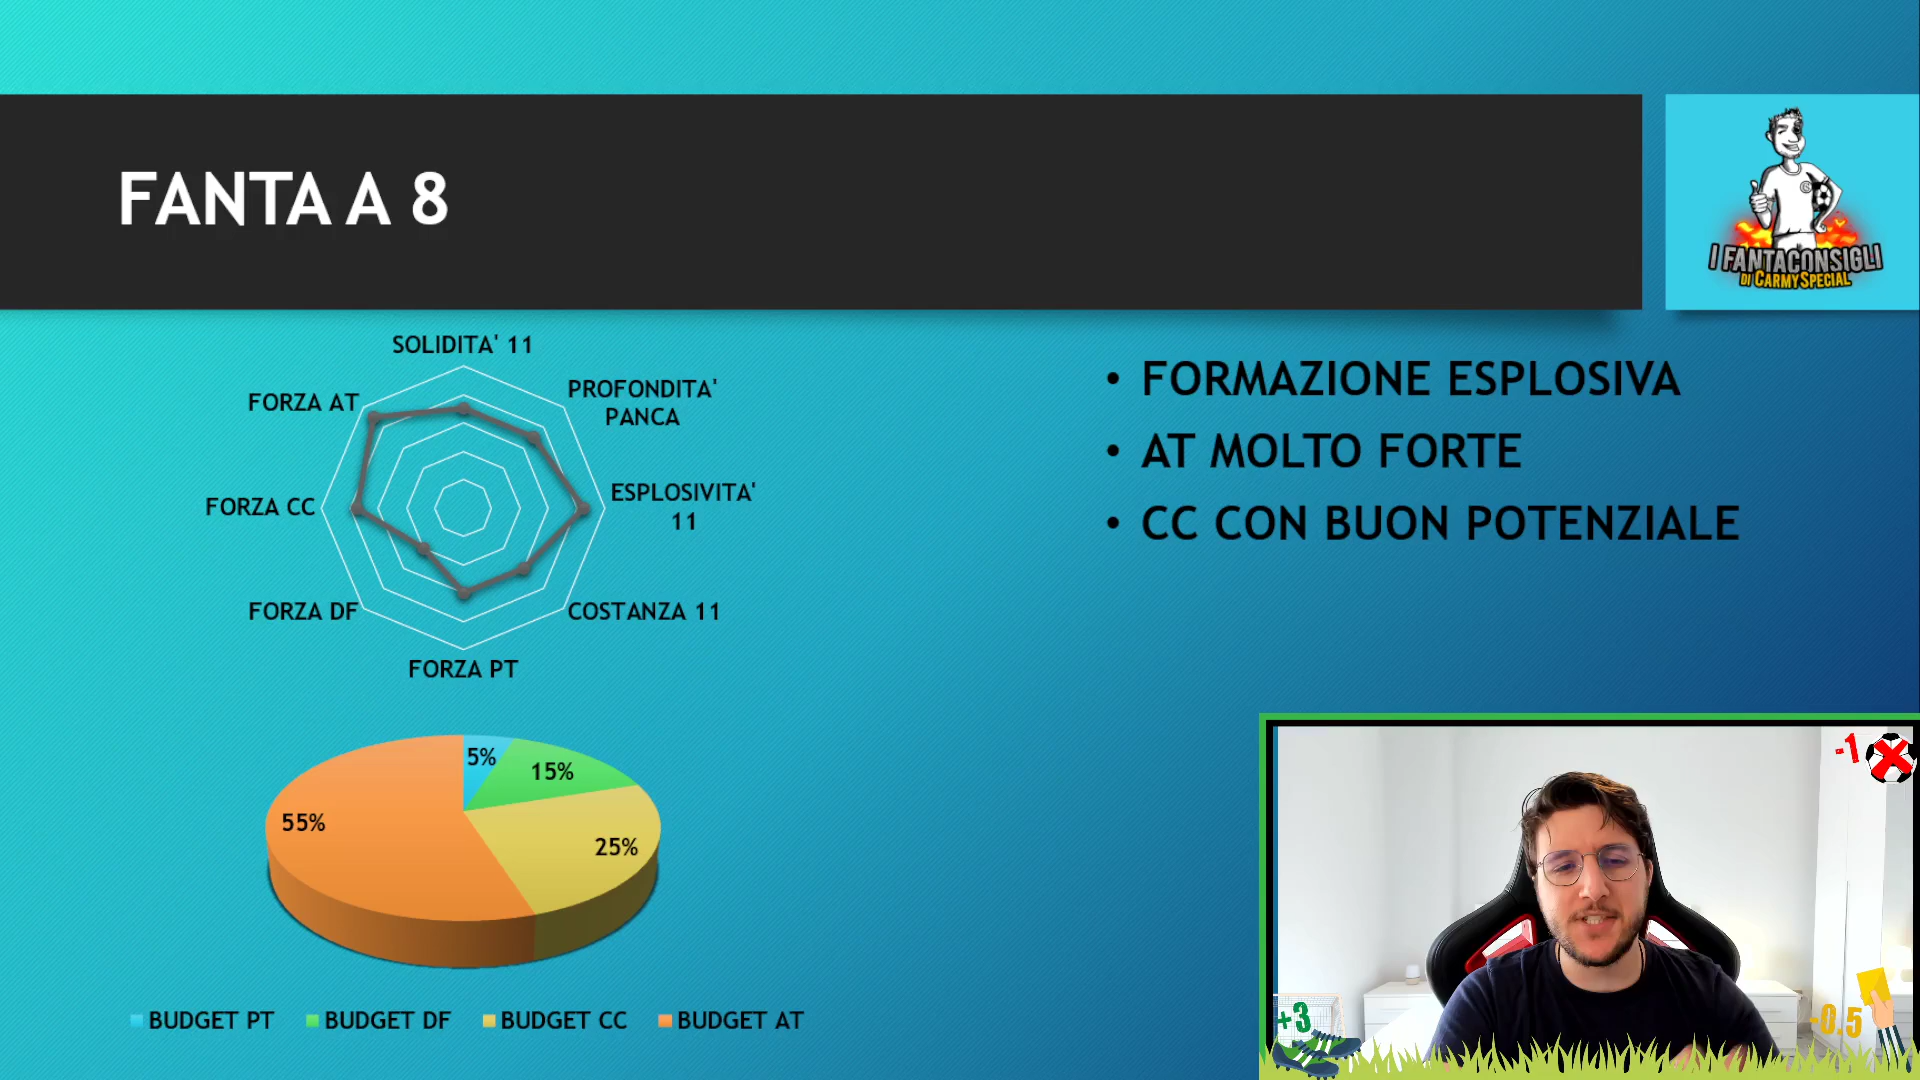 FANTA A 8
I FANTACONSIGLI
DI CARMYSPECIAL
SOLIDITA' 11
PROFONDITA'
PANCA
ESPLOSIVITA'
11
COSTANZA 11
FORZA PT
FORZA DF
FORZA CC
FORZA AT
• FORMAZIONE ESPLOSIVA
• AT MOLTO FORTE
• CC CON BUON POTENZIALE
5%
15%
25%
55%
BUDGET PT
BUDGET DF
BUDGET CC
BUDGET AT
-1
+3
-0.5